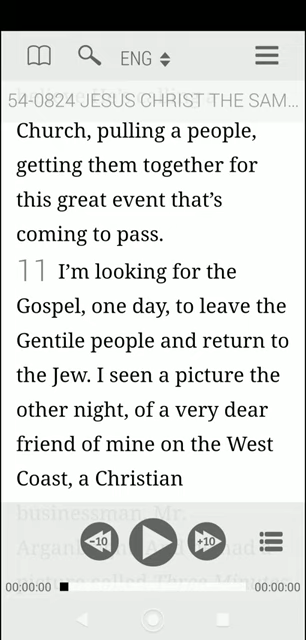 ENG
54-0824 JESUS CHRIST THE SAM...
Church, pulling a people,
getting them together for
this great event that's
coming to pass.
11 I'm looking for the
Gospel, one day, to leave the
Gentile people and return to
the Jew. I seen a picture the
other night, of a very dear
friend of mine on the West
Coast, a Christian
businessman, Mr.
-10
+10
00:00:00
00:00:00